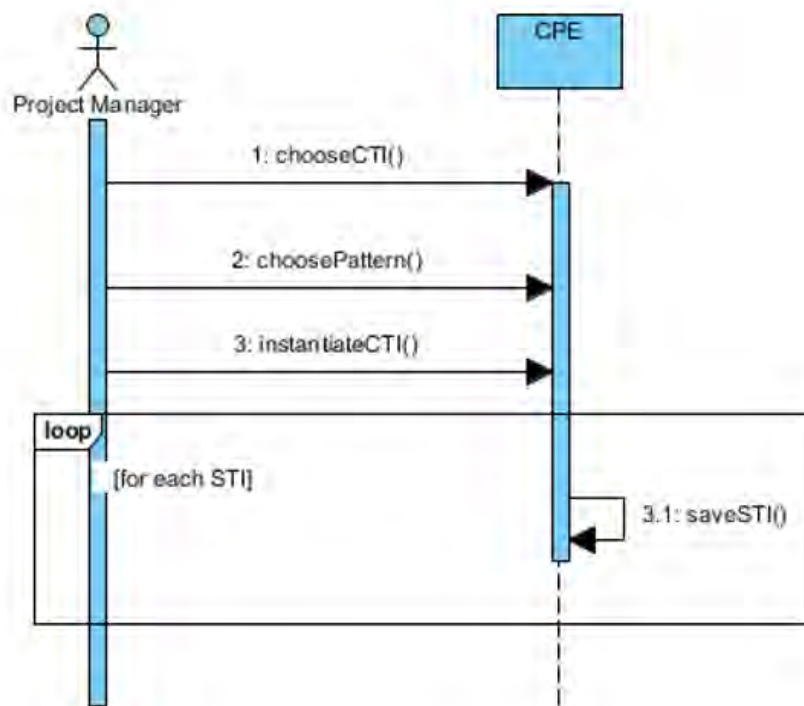 CPE
Project Manager
1: chooseCTI()
2: choosePattern()
3: instantiateCTI()
loop
[for each STI]
3.1: saveSTI()